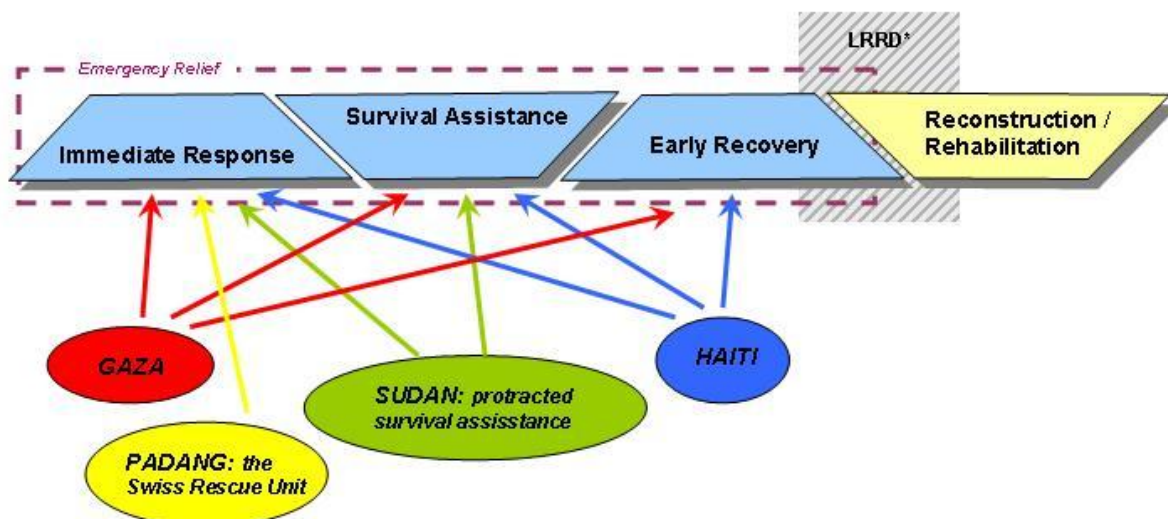 LRRD*
Emergency Relief
Survival Assistance
Immediate Response
Early Recovery
Reconstruction /
Rehabilitation
GAZA
HAITI
SUDAN: protracted
survival assisstance
PADANG: the
Swiss Rescue Unit